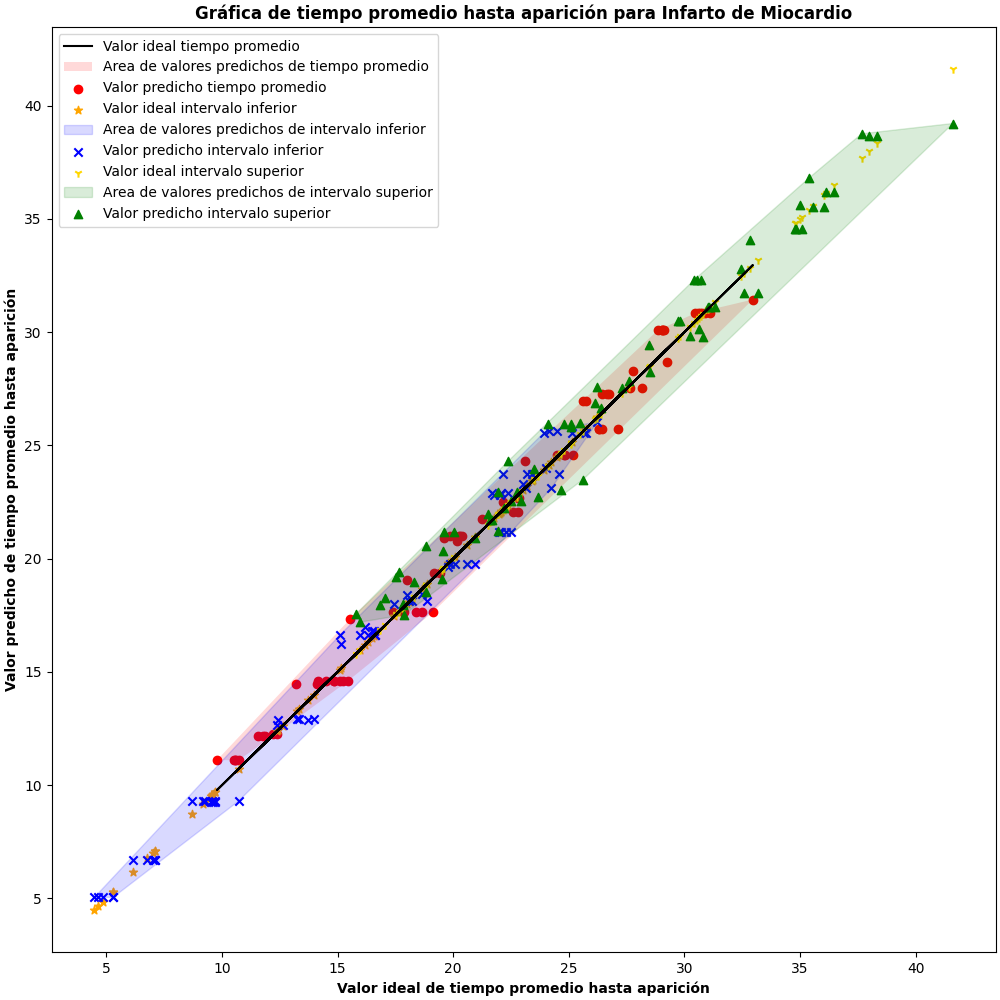 Gráfica de tiempo promedio hasta aparición para Infarto de Miocardio
Valor ideal tiempo promedio
Area de valores predichos de tiempo promedio
Valor predicho tiempo promedio
Valor ideal intervalo inferior
Area de valores predichos de intervalo inferior
Valor predicho intervalo inferior
Valor ideal intervalo superior
Area de valores predichos de intervalo superior
Valor predicho intervalo superior
Valor predicho de tiempo promedio hasta aparición
40
35
30
25
20
15
10
5
5 10 15 20 25 30 35 40
Valor ideal de tiempo promedio hasta aparición